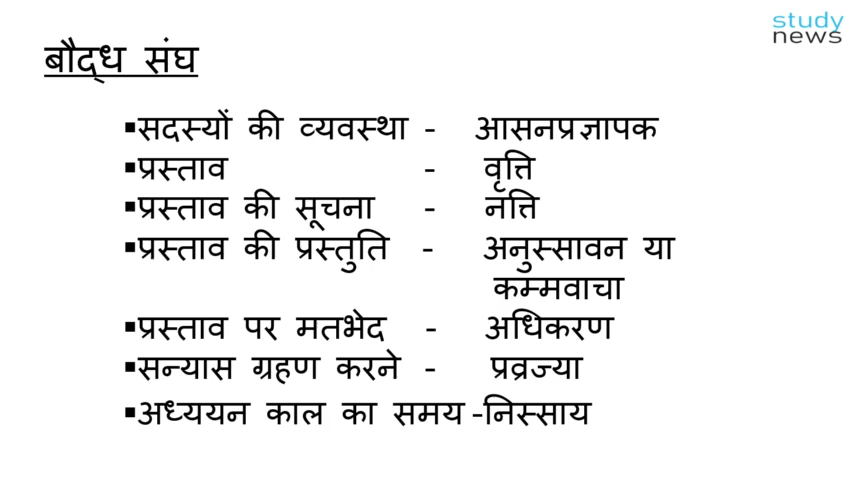 study
news
बौद्ध संघ
▪सदस्यों की व्यवस्था - आसनप्रज्ञापक
▪प्रस्ताव - वृत्ति
▪प्रस्ताव की सूचना - नत्ति
▪प्रस्ताव की प्रस्तुति - अनुस्सावन या
कम्मवाचा
▪प्रस्ताव पर मतभेद - अधिकरण
▪सन्यास ग्रहण करने - प्रव्रज्या
▪अध्ययन काल का समय -निस्साय